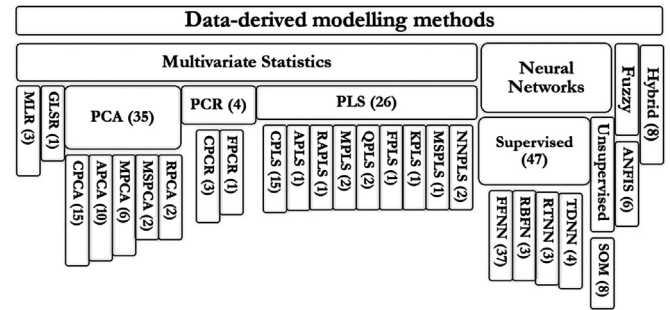 Data-derived modelling methods
Multivariate Statistics
Neural
Networks
Fuzzy
Hybrid (8)
MLR (3)
GLSR (1)
PCA (35)
PCR (4)
PLS (26)
Supervised
(47)
Unsupervised
ANFIS (6)
CPCA (15)
APCA (10)
MPCA (6)
MSPCA (2)
RPCA (2)
CPCR (3)
FPCR (1)
CPLS (15)
APLS (1)
RAPLS (1)
MPLS (2)
QPLS (2)
FPLS (1)
KPLS (1)
MSPLS (1)
NNPLS (2)
FFNN (37)
RBFN (3)
RTNN (3)
TDNN (4)
SOM (8)